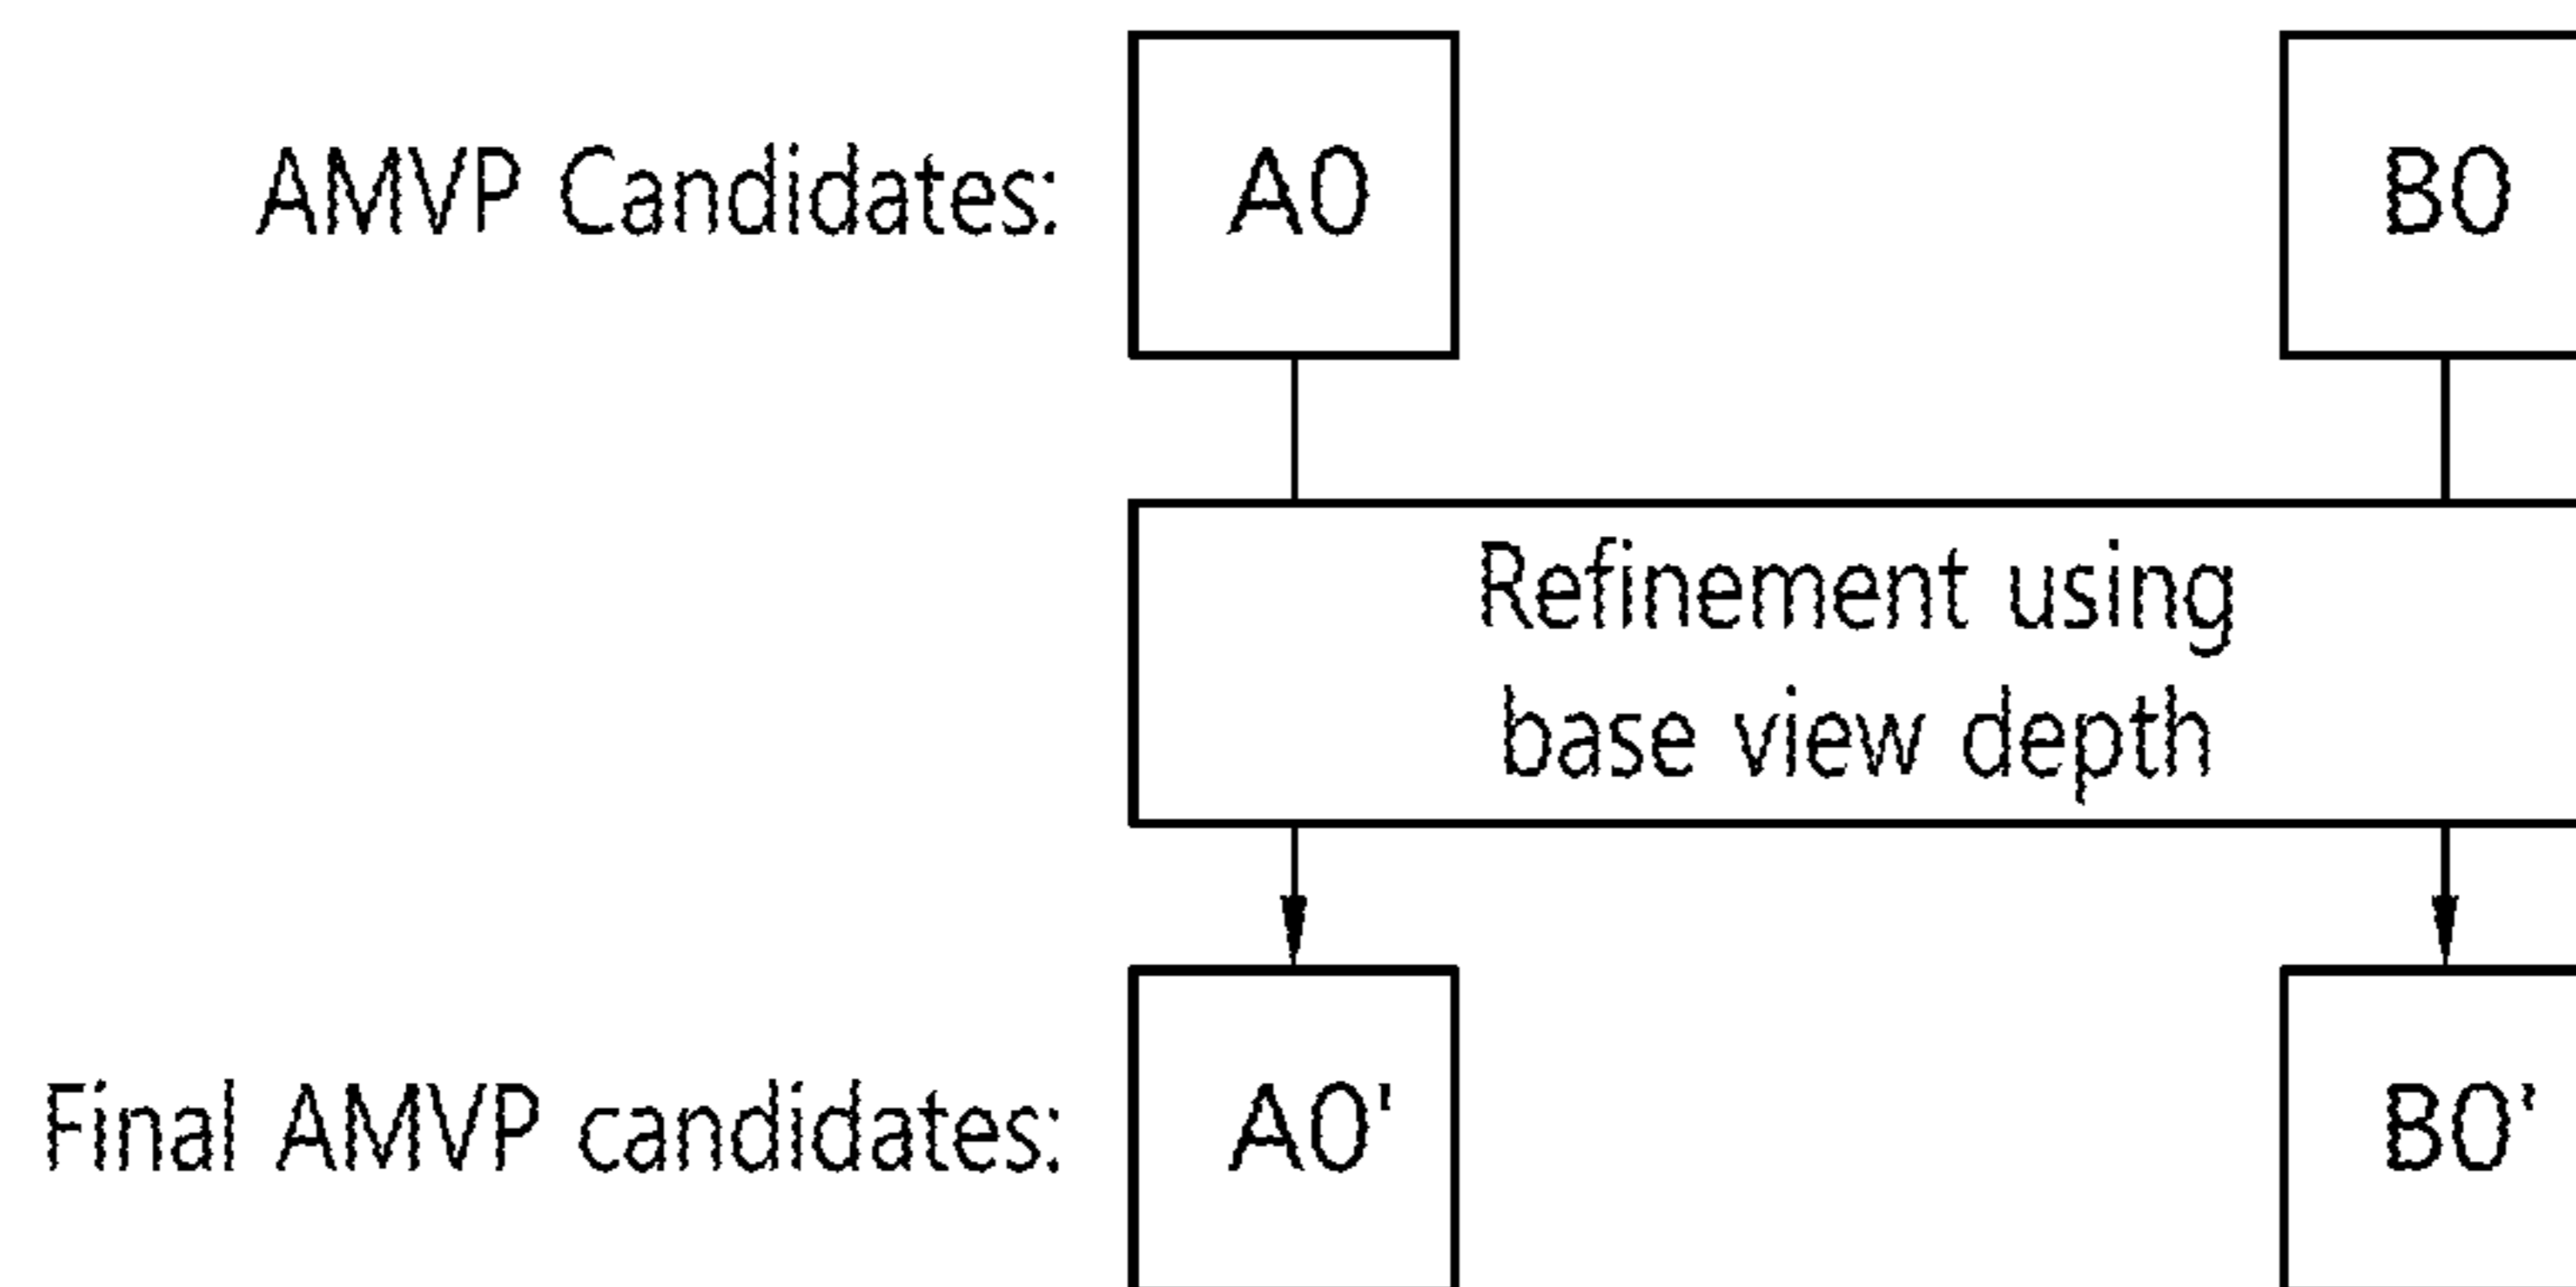 AMVP Candidates: A0 B0
Refinement using
base view depth
Final AMVP candidates: A0' B0'